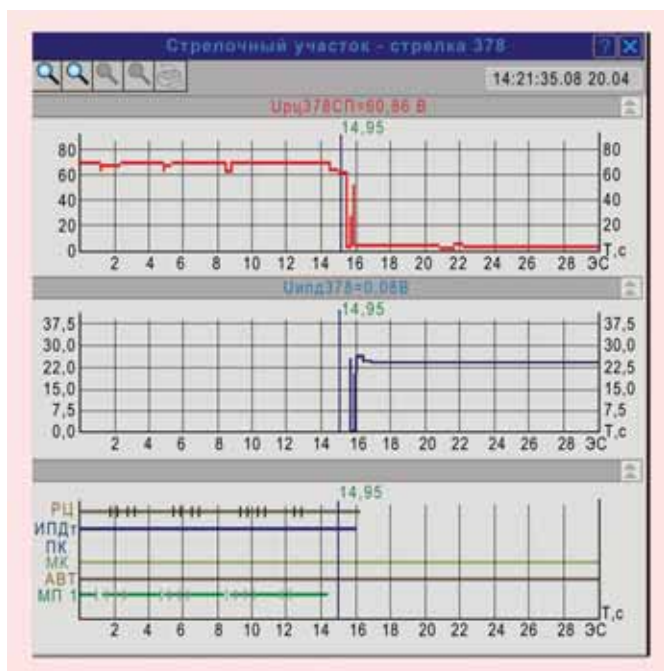 Стрелочный участок - стрелка 378
? X
14:21:35.08 20.04
Uрц378СП=60,86 В
14,95
80 80
60 60
40 40
20 20
0 T,с
2 4 6 8 10 12 14 16 18 20 22 24 26 28 ЭС
Uипд378=0,08В
14,95
37,5 37,5
30,0 30,0
22,0 22,5
15,0 15,0
7,5 7,5
0,0 T,с
2 4 6 8 10 12 14 16 18 20 22 24 26 28 ЭС
14,95
РЦ
ИПДт
ПК
МК
АВТ
МП 1
T,с
2 4 6 8 10 12 14 16 18 20 22 24 26 28 ЭС